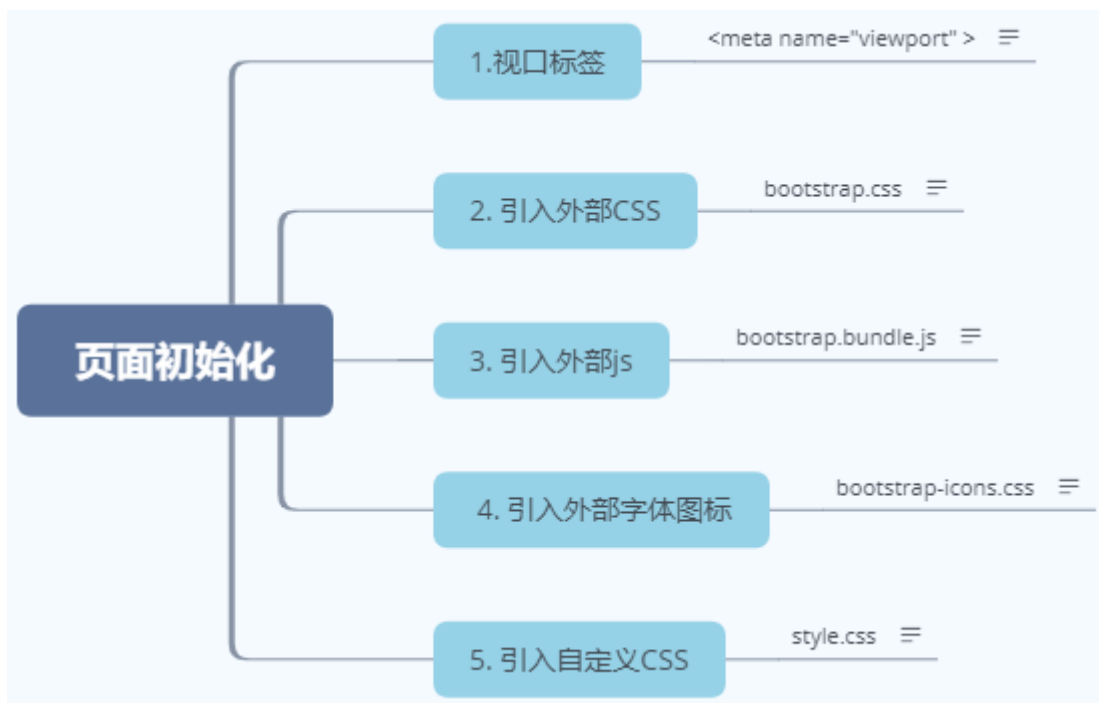 1.视口标签
<meta name="viewport" >
2. 引入外部CSS
bootstrap.css
页面初始化
3. 引入外部js
bootstrap.bundle.js
4. 引入外部字体图标
bootstrap-icons.css
5. 引入自定义CSS
style.css